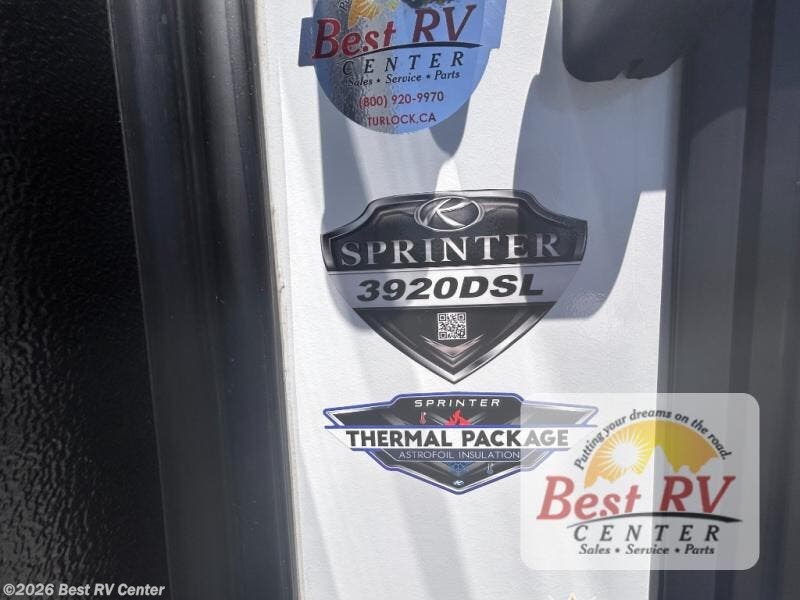 Best RV
CENTER
Sales ★ Service ★ Parts
(800) 920-9970
TURLOCK,CA
K
SPRINTER
3920DSL
SPRINTER
THERMAL PACKAGE
ASTROFOIL INSULATION
Putting your dreams on the road.
Best RV
CENTER
Sales ★ Service ★ Parts
©2026 Best RV Center